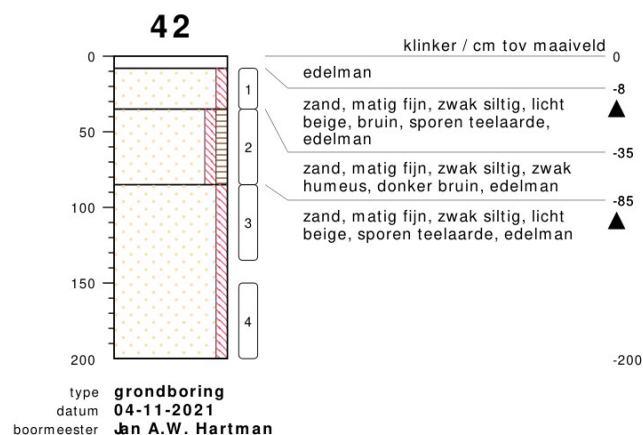 42
klinker / cm tov maaiveld
0
0
edelman
-8
1
zand, matig fijn, zwak siltig, licht
beige, bruin, sporen teelaarde,
edelman
50
-35
2
zand, matig fijn, zwak siltig, zwak
humeus, donker bruin, edelman
-85
100
3
zand, matig fijn, zwak siltig, licht
beige, sporen teelaarde, edelman
150
4
200
-200
type grondboring
datum 04-11-2021
boormeester Jan A.W. Hartman